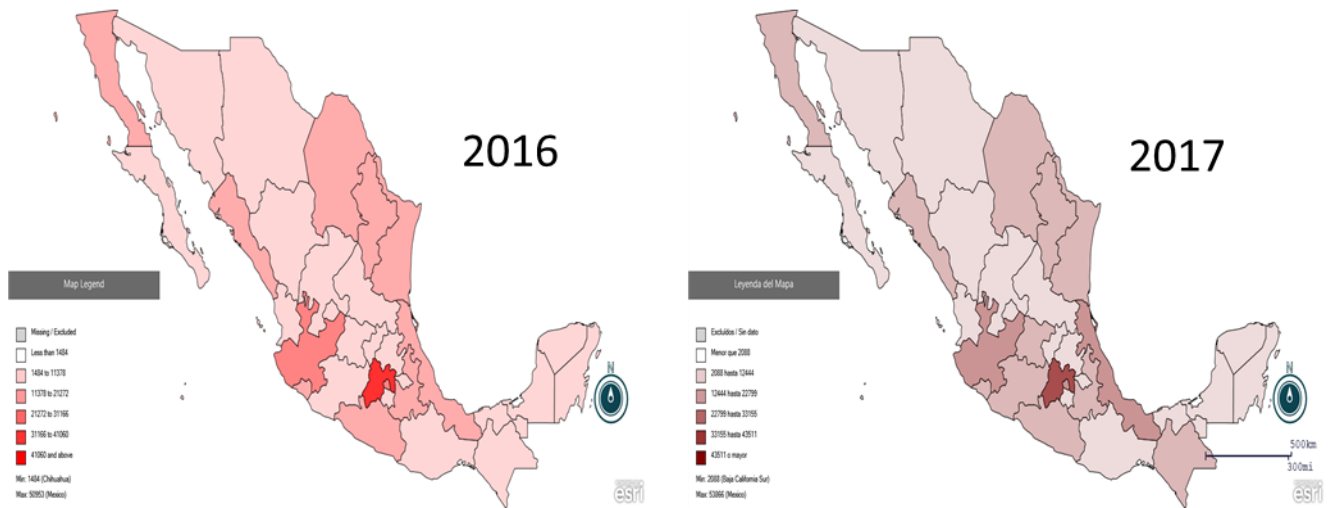 2016
Map Legend
Missing / Excluded
Less than 1484
1484 to 11378
11378 to 21272
21272 to 31166
31166 to 41060
41060 and above
Min: 1484 (Chihuahua)
Max: 50953 (Mexico)
N
esri
2017
Leyenda del Mapa
Excluidos / Sin dato
Menor que 2088
2088 hasta 12444
12444 hasta 22799
22799 hasta 33155
33155 hasta 43511
43511 o mayor
Min: 2088 (Baja California Sur)
Max: 53866 (Mexico)
N
500km
300mi
esri